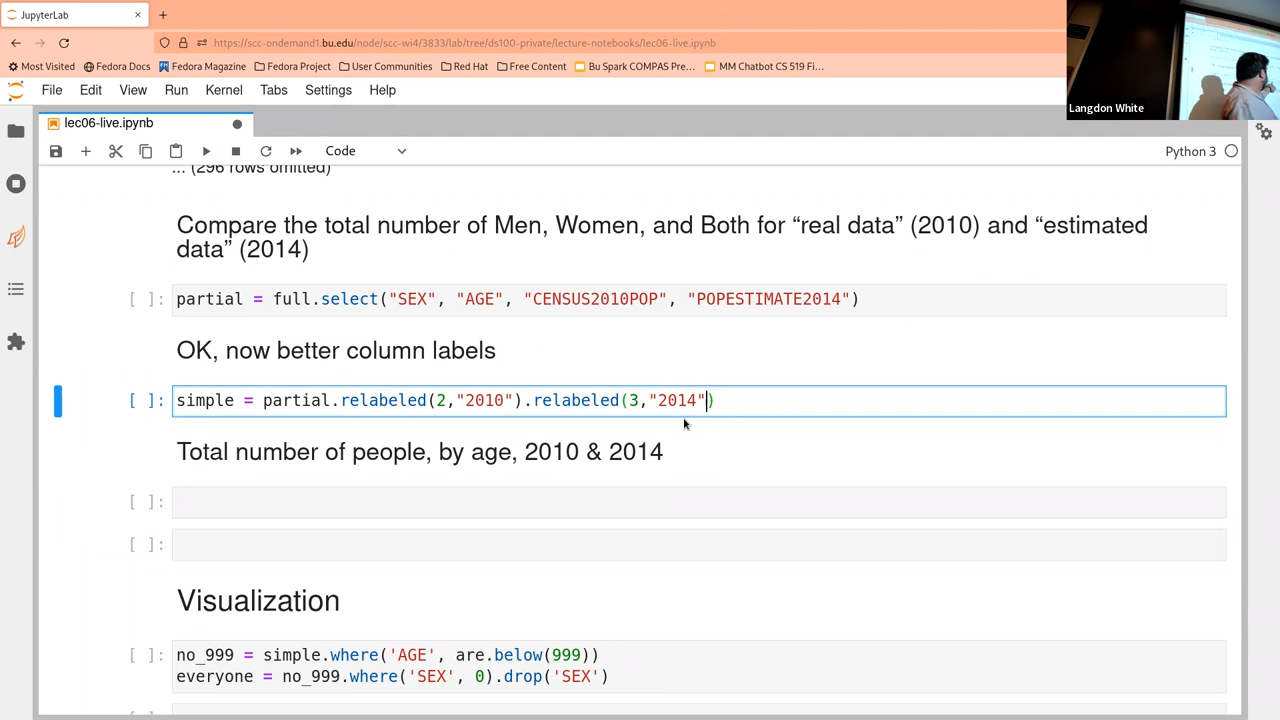 JupyterLab
https://scc-ondemand1.bu.edu/node/scc-wi4/3833/lab/tree/ds100-private/lecture-notebooks/lec06-live.ipynb
Most Visited Fedora Docs Fedora Magazine Fedora Project User Communities Red Hat Free Content Bu Spark COMPAS Pre… MM Chatbot CS 519 Fi…
Langdon White
File Edit View Run Kernel Tabs Settings Help
lec06-live.ipynb
Code Python 3
... (296 rows omitted)
Compare the total number of Men, Women, and Both for “real data” (2010) and “estimated
data” (2014)
[ ]: partial = full.select("SEX", "AGE", "CENSUS2010POP", "POPESTIMATE2014")
OK, now better column labels
[ ]: simple = partial.relabeled(2,"2010").relabeled(3,"2014")
Total number of people, by age, 2010 & 2014
[ ]:
[ ]:
Visualization
[ ]: no_999 = simple.where('AGE', are.below(999))
everyone = no_999.where('SEX', 0).drop('SEX')